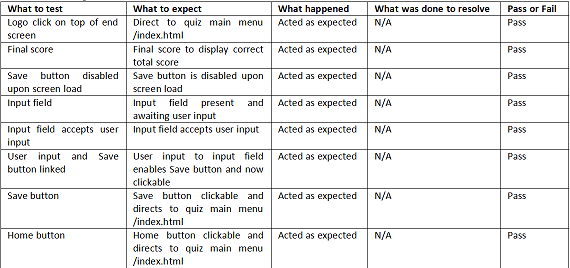 What to test What to expect What happened What was done to resolve Pass or Fail
Logo click on top of end Direct to quiz main menu Acted as expected N/A Pass
screen /index.html
Final score Final score to display correct Acted as expected N/A Pass
total score
Save button disabled Save button is disabled upon Acted as expected N/A Pass
upon screen load screen load
Input field Input field present and Acted as expected N/A Pass
awaiting user input
Input field accepts user Input field accepts user input Acted as expected N/A Pass
input
User input and Save User input to input field Acted as expected N/A Pass
button linked enables Save button and now
clickable
Save button Save button clickable and Acted as expected N/A Pass
directs to quiz main menu
/index.html
Home button Home button clickable and Acted as expected N/A Pass
directs to quiz main menu
/index.html